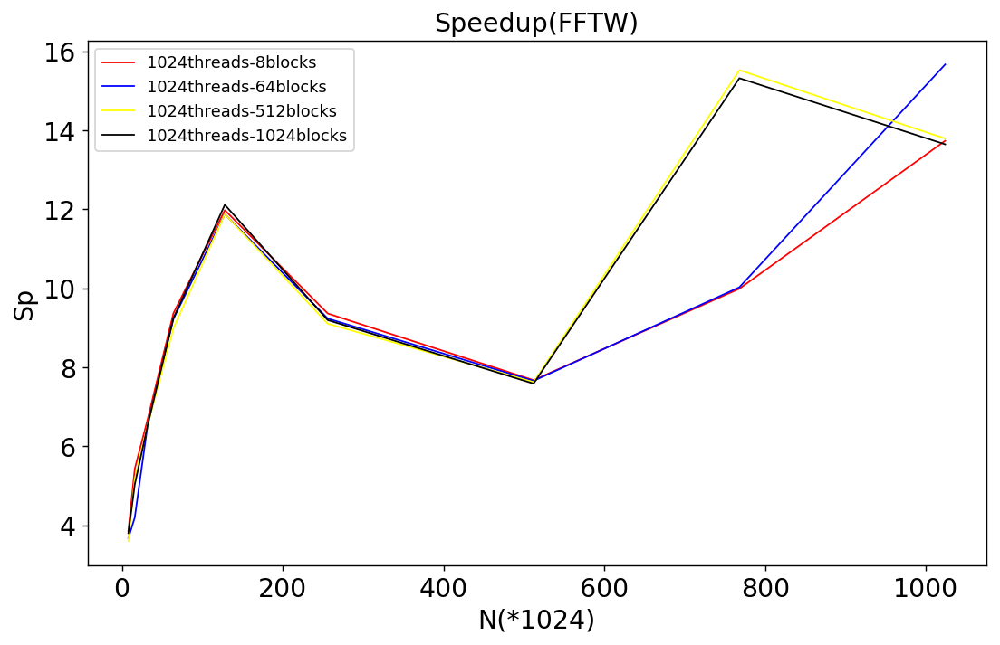 Speedup(FFTW)
1024threads-8blocks
1024threads-64blocks
1024threads-512blocks
1024threads-1024blocks
16
14
12
10
8
6
4
Sp
0 200 400 600 800 1000
N(*1024)